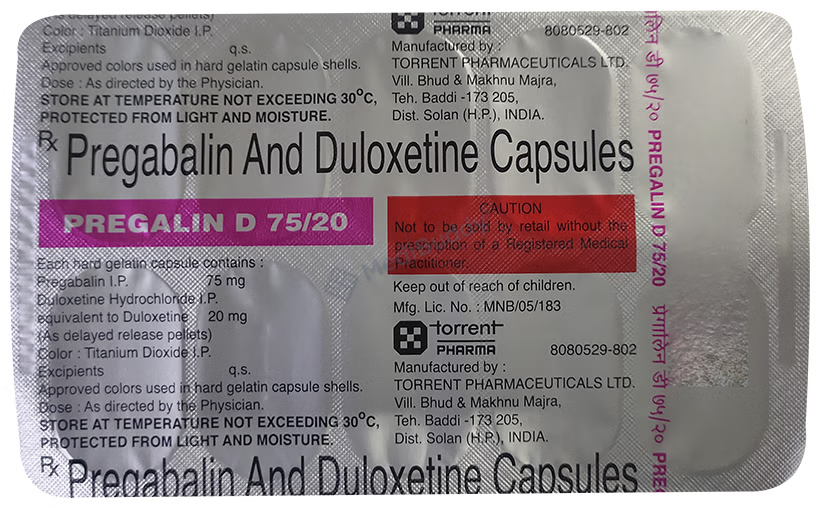 (As delayed release pellets)
Color : Titanium Dioxide I.P.
Excipients q.s.
Approved colors used in hard gelatin capsule shells.
Dose : As directed by the Physician.
STORE AT TEMPERATURE NOT EXCEEDING 30°C,
PROTECTED FROM LIGHT AND MOISTURE.
torrent
PHARMA 8080529-802
Manufactured by :
TORRENT PHARMACEUTICALS LTD.
Vill. Bhud & Makhnu Majra,
Teh. Baddi -173 205,
Dist. Solan (H.P.), INDIA.
Rx Pregabalin And Duloxetine Capsules
PREGALIN D 75/20
Each hard gelatin capsule contains :
Pregabalin I.P. 75 mg
Duloxetine Hydrochloride I.P.
equivalent to Duloxetine 20 mg
(As delayed release pellets)
Color : Titanium Dioxide I.P.
Excipients q.s.
Approved colors used in hard gelatin capsule shells.
Dose : As directed by the Physician.
STORE AT TEMPERATURE NOT EXCEEDING 30°C,
PROTECTED FROM LIGHT AND MOISTURE.
CAUTION
Not to be sold by retail without the
prescription of a Registered Medical
Practitioner.
Keep out of reach of children.
Mfg. Lic. No. : MNB/05/183
torrent
PHARMA 8080529-802
Manufactured by :
TORRENT PHARMACEUTICALS LTD.
Vill. Bhud & Makhnu Majra,
Teh. Baddi -173 205,
Dist. Solan (H.P.), INDIA.
Rx Pregabalin And Duloxetine Capsules
डी ७५/२० PREGALIN D 75/20 प्रगालिन डी ७५/२० PREG